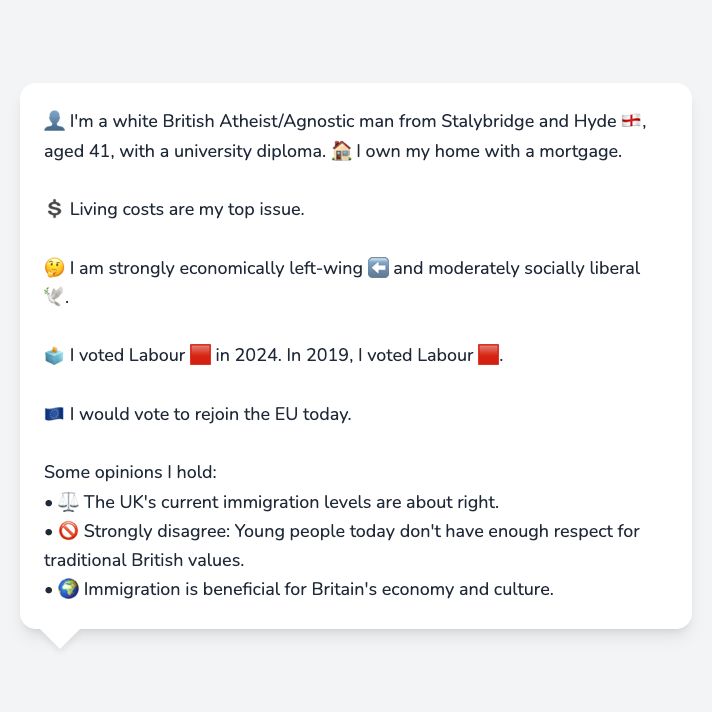 👤 I'm a white British Atheist/Agnostic man from Stalybridge and Hyde 🏴󠁧󠁢󠁥󠁮󠁧󠁿,
aged 41, with a university diploma. 🏠 I own my home with a mortgage.
💲 Living costs are my top issue.
🤔 I am strongly economically left-wing ⬅️ and moderately socially liberal
🕊️.
🗳️ I voted Labour 🟥 in 2024. In 2019, I voted Labour 🟥.
🇪🇺 I would vote to rejoin the EU today.
Some opinions I hold:
• ⚖️ The UK's current immigration levels are about right.
• 🚫 Strongly disagree: Young people today don't have enough respect for
traditional British values.
• 🌍 Immigration is beneficial for Britain's economy and culture.